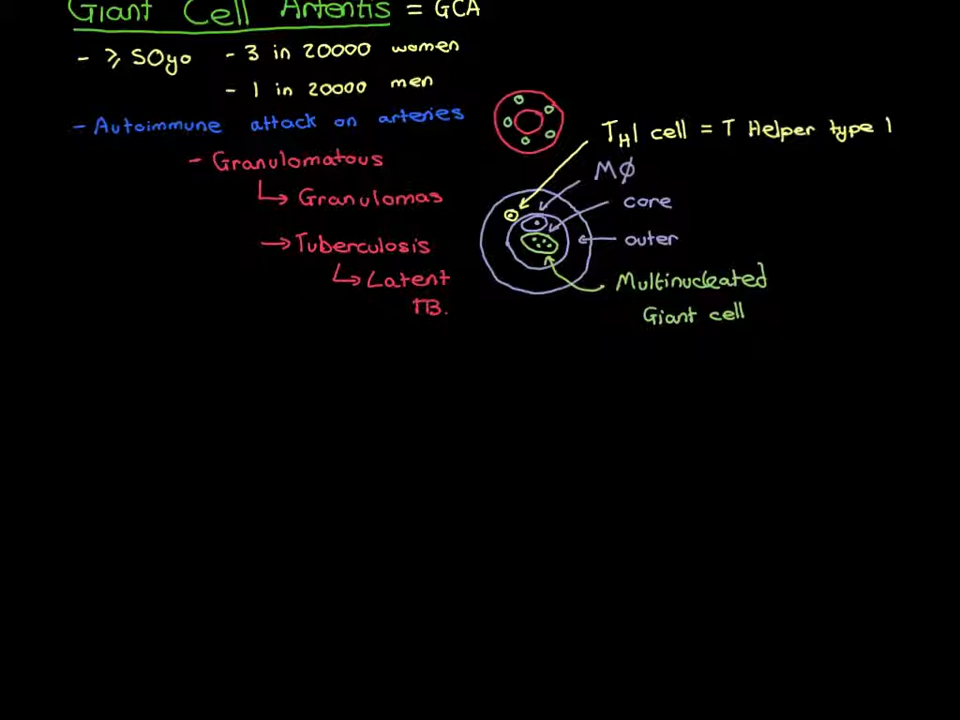 Giant Cell Arteritis = GCA
- ⩾ 50yo - 3 in 20000 women
- 1 in 20000 men
- Autoimmune attack on arteries
- Granulomatous
↳ Granulomas
→ Tuberculosis
↳ Latent
TB.
TH1 cell = T Helper type 1
MØ
core
outer
Multinucleated
Giant cell